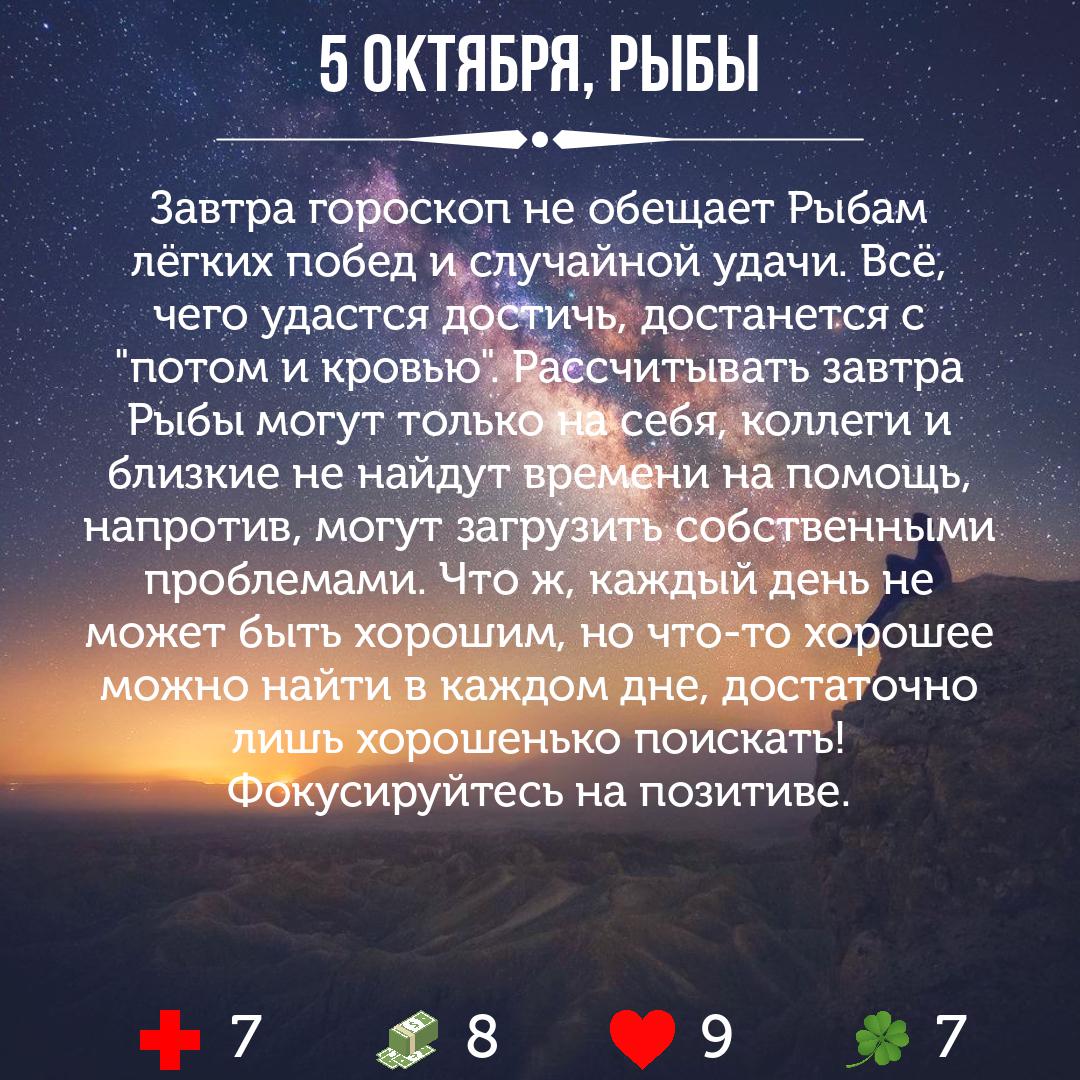 5 ОКТЯБРЯ, РЫБЫ
Завтра гороскоп не обещает Рыбам
лёгких побед и случайной удачи. Всё,
чего удастся достичь, достанется с
"потом и кровью". Рассчитывать завтра
Рыбы могут только на себя, коллеги и
близкие не найдут времени на помощь,
напротив, могут загрузить собственными
проблемами. Что ж, каждый день не
может быть хорошим, но что-то хорошее
можно найти в каждом дне, достаточно
лишь хорошенько поискать!
Фокусируйтесь на позитиве.
7 8 9 7